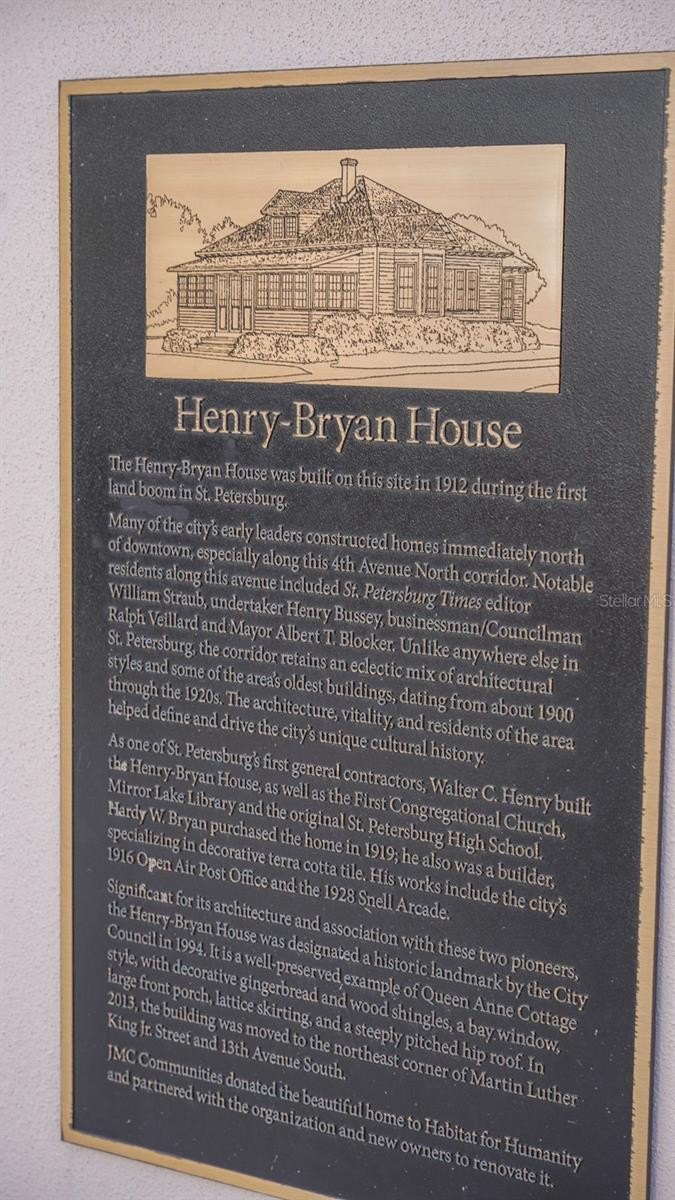 Henry-Bryan House
The Henry-Bryan House was built on this site in 1912 during the first
land boom in St. Petersburg.
Many of the city's early leaders constructed homes immediately north
of downtown, especially along this 4th Avenue North corridor. Notable
residents along this avenue included St. Petersburg Times editor
William Straub, undertaker Henry Bussey, businessman/Councilman
Ralph Veillard and Mayor Albert T. Blocker. Unlike anywhere else in
St. Petersburg, the corridor retains an eclectic mix of architectural
styles and some of the area's oldest buildings, dating from about 1900
through the 1920s. The architecture, vitality, and residents of the area
helped define and drive the city's unique cultural history.
As one of St. Petersburg's first general contractors, Walter C. Henry built
the Henry-Bryan House, as well as the First Congregational Church,
Mirror Lake Library and the original St. Petersburg High School.
Hardy W. Bryan purchased the home in 1919; he also was a builder,
specializing in decorative terra cotta tile. His works include the city's
1916 Open Air Post Office and the 1928 Snell Arcade.
Significant for its architecture and association with these two pioneers,
the Henry-Bryan House was designated a historic landmark by the City
Council in 1994. It is a well-preserved example of Queen Anne Cottage
style, with decorative gingerbread and wood shingles, a bay window,
large front porch, lattice skirting, and a steeply pitched hip roof. In
2013, the building was moved to the northeast corner of Martin Luther
King Jr. Street and 13th Avenue South.
JMC Communities donated the beautiful home to Habitat for Humanity
and partnered with the organization and new owners to renovate it.
StellarMLS